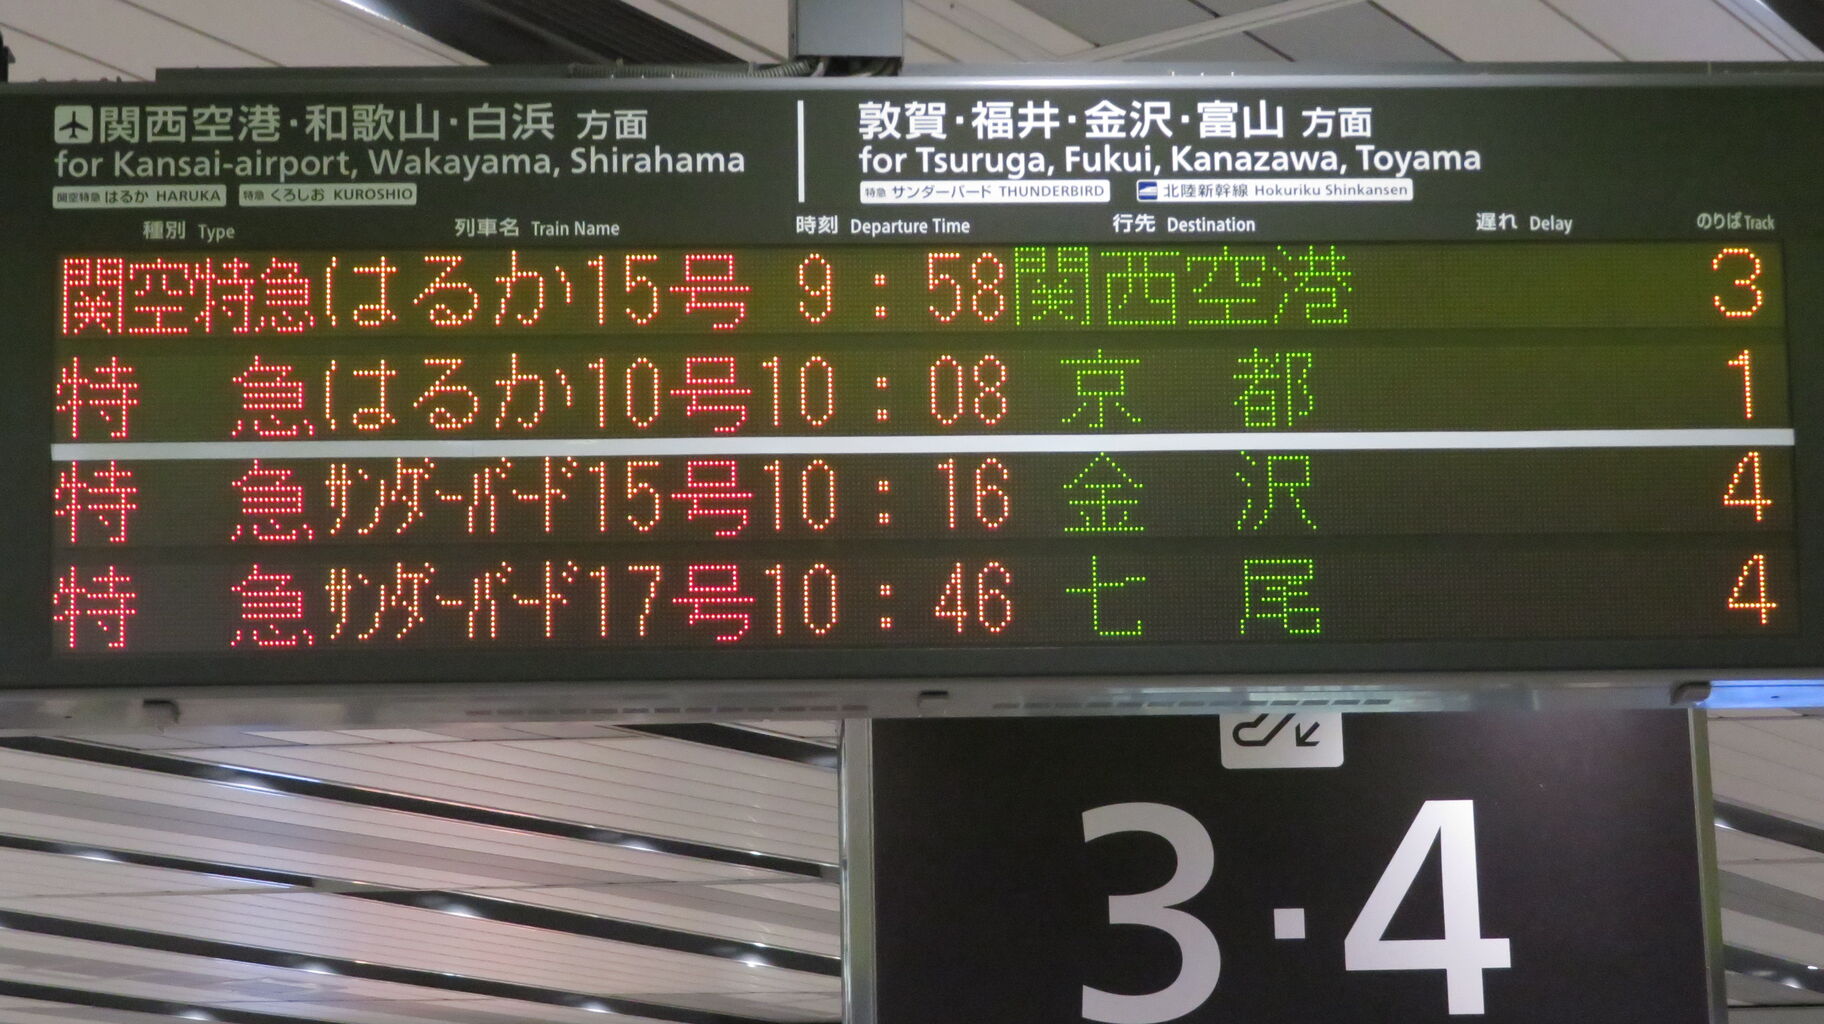 関西空港・和歌山・白浜 方面
for Kansai-airport, Wakayama, Shirahama
関空特急 はるか HARUKA 特急 くろしお KUROSHIO
敦賀・福井・金沢・富山 方面
for Tsuruga, Fukui, Kanazawa, Toyama
特急 サンダーバード THUNDERBIRD 北陸新幹線 Hokuriku Shinkansen
種別 Type 列車名 Train Name 時刻 Departure Time 行先 Destination 遅れ Delay のりば Track
関空特急 はるか15号 9:58 関西空港 3
特急 はるか10号 10:08 京都 1
特急 サンダーバード15号 10:16 金沢 4
特急 サンダーバード17号 10:46 七尾 4
3・4